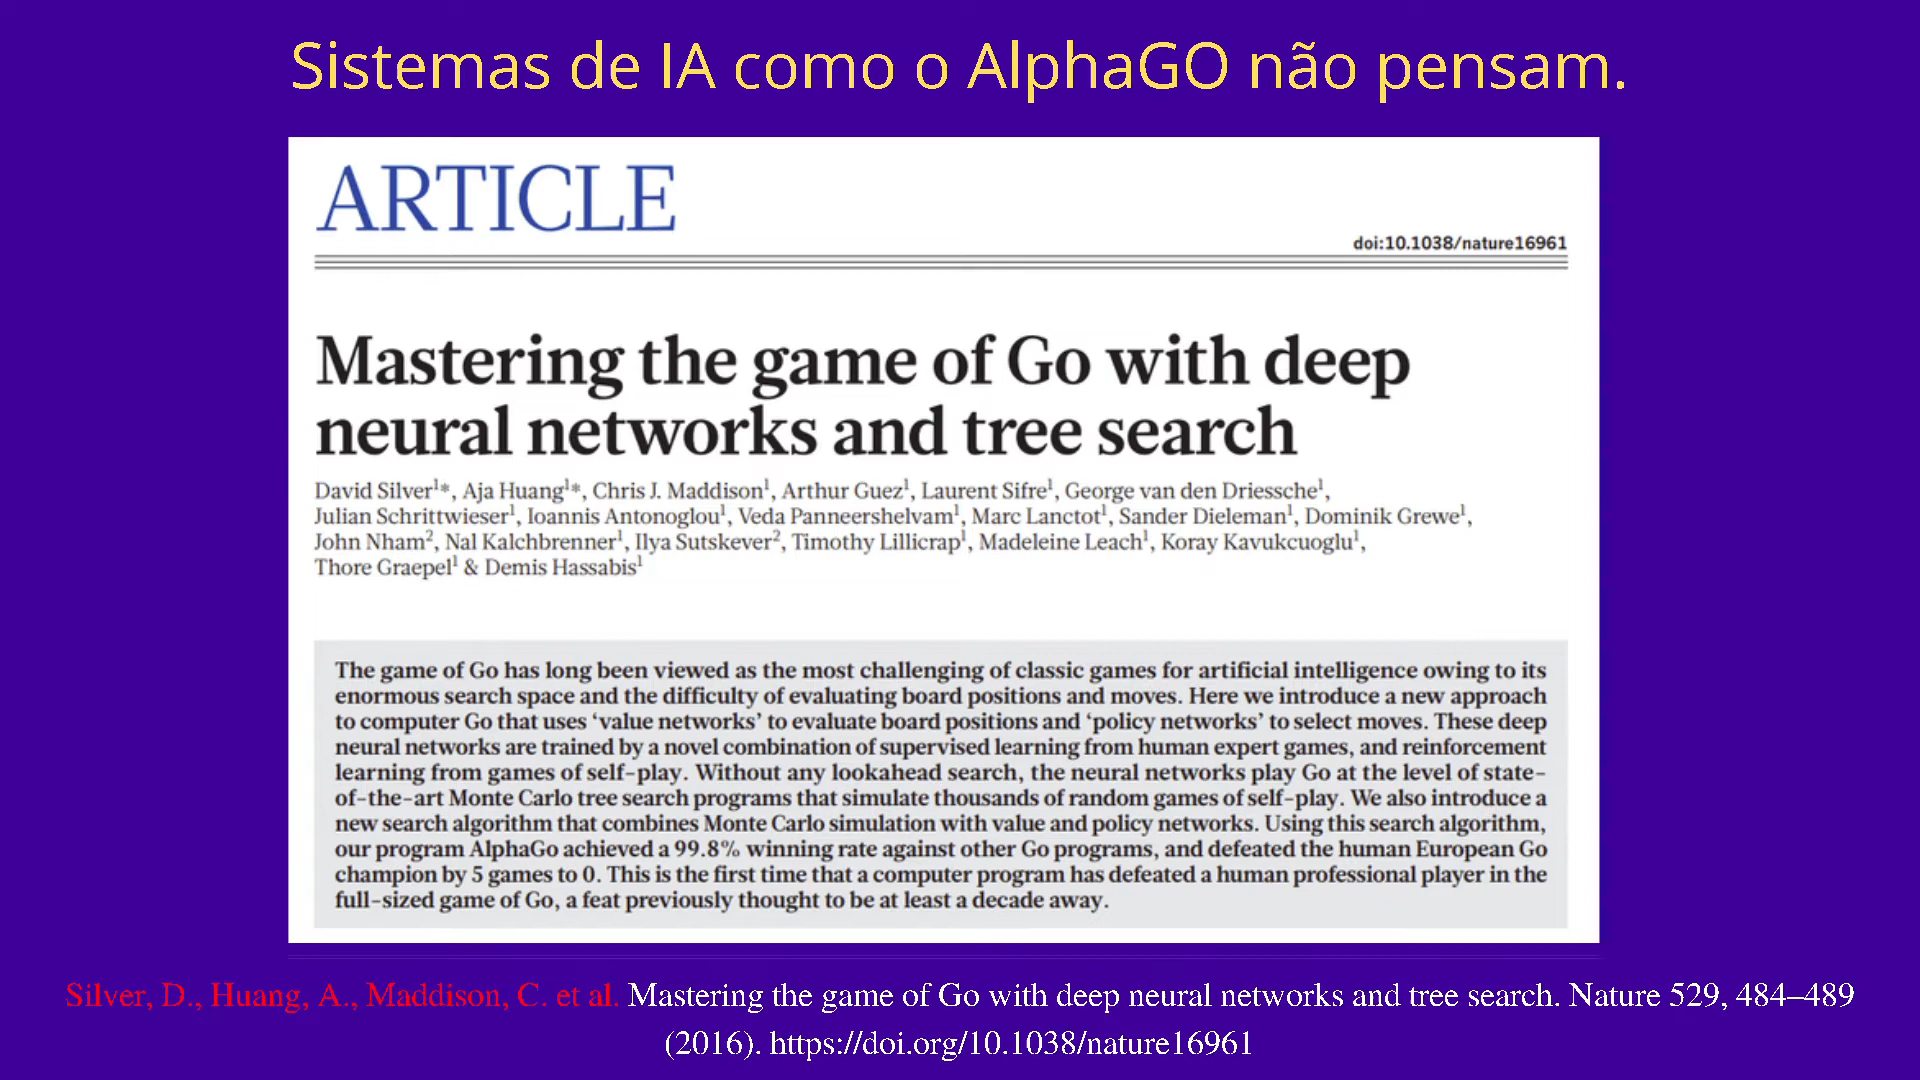 Sistemas de IA como o AlphaGO não pensam.
ARTICLE
doi:10.1038/nature16961
Mastering the game of Go with deep
neural networks and tree search
David Silver¹*, Aja Huang¹*, Chris J. Maddison¹, Arthur Guez¹, Laurent Sifre¹, George van den Driessche¹,
Julian Schrittwieser¹, Ioannis Antonoglou¹, Veda Panneershelvam¹, Marc Lanctot¹, Sander Dieleman¹, Dominik Grewe¹,
John Nham², Nal Kalchbrenner¹, Ilya Sutskever², Timothy Lillicrap¹, Madeleine Leach¹, Koray Kavukcuoglu¹,
Thore Graepel¹ & Demis Hassabis¹
The game of Go has long been viewed as the most challenging of classic games for artificial intelligence owing to its
enormous search space and the difficulty of evaluating board positions and moves. Here we introduce a new approach
to computer Go that uses ‘value networks’ to evaluate board positions and ‘policy networks’ to select moves. These deep
neural networks are trained by a novel combination of supervised learning from human expert games, and reinforcement
learning from games of self-play. Without any lookahead search, the neural networks play Go at the level of state-
of-the-art Monte Carlo tree search programs that simulate thousands of random games of self-play. We also introduce a
new search algorithm that combines Monte Carlo simulation with value and policy networks. Using this search algorithm,
our program AlphaGo achieved a 99.8% winning rate against other Go programs, and defeated the human European Go
champion by 5 games to 0. This is the first time that a computer program has defeated a human professional player in the
full-sized game of Go, a feat previously thought to be at least a decade away.
Silver, D., Huang, A., Maddison, C. et al. Mastering the game of Go with deep neural networks and tree search. Nature 529, 484–489
(2016). https://doi.org/10.1038/nature16961